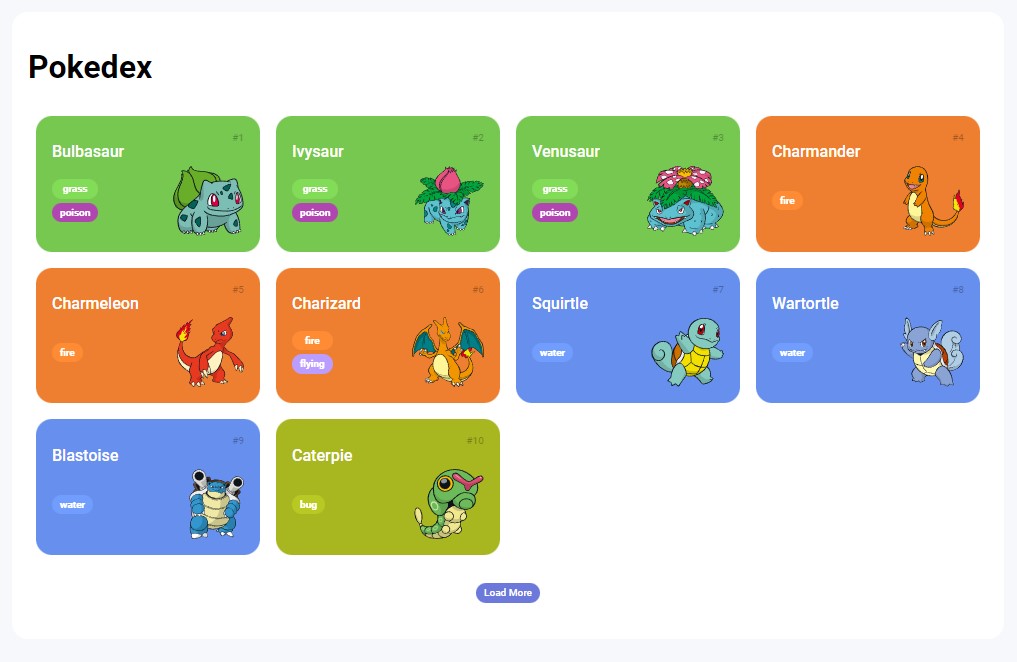 Pokedex
#1
Bulbasaur
grass
poison
#2
Ivysaur
grass
poison
#3
Venusaur
grass
poison
#4
Charmander
fire
#5
Charmeleon
fire
#6
Charizard
fire
flying
#7
Squirtle
water
#8
Wartortle
water
#9
Blastoise
water
#10
Caterpie
bug
Load More